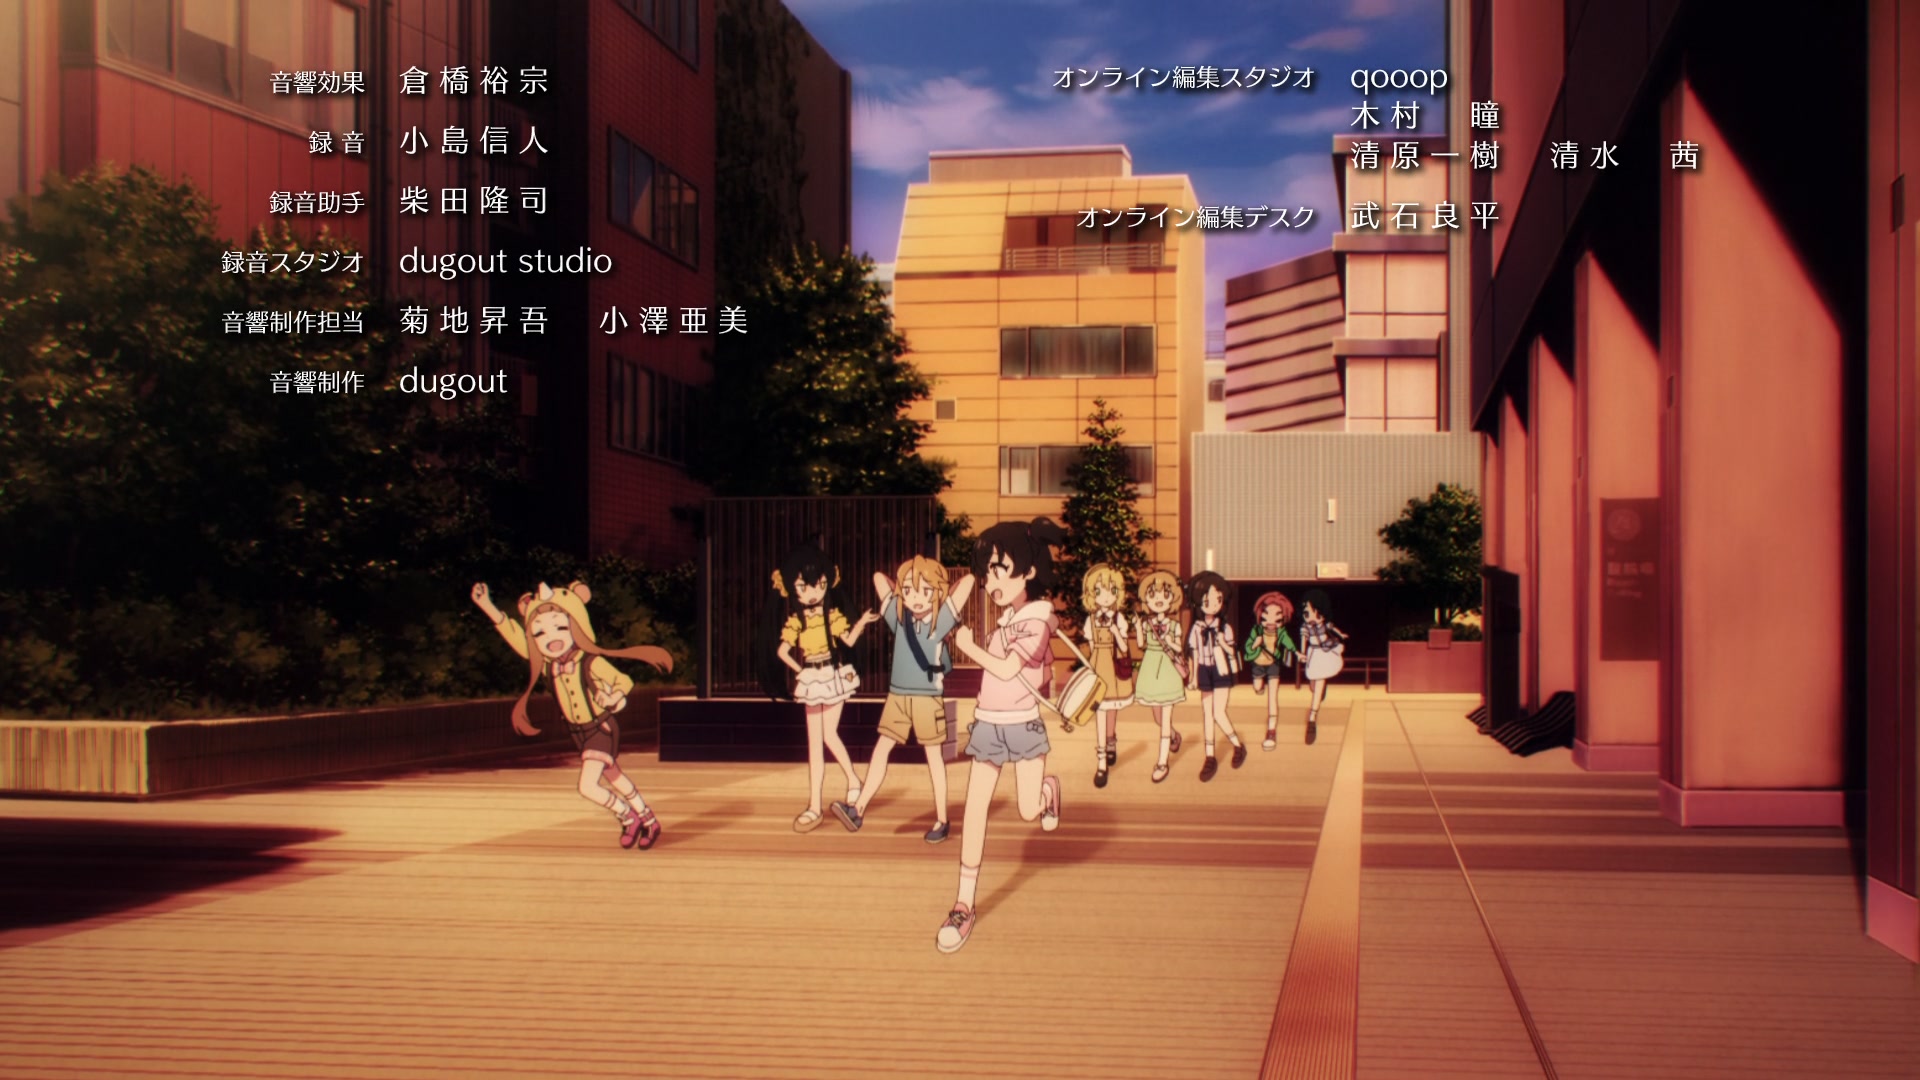 音響効果 倉橋裕宗
録音 小島信人
録音助手 柴田隆司
録音スタジオ dugout studio
音響制作担当 菊地昇吾 小澤亜美
音響制作 dugout
オンライン編集スタジオ qooop
木村 瞳
清原一樹 清水 茜
オンライン編集デスク 武石良平